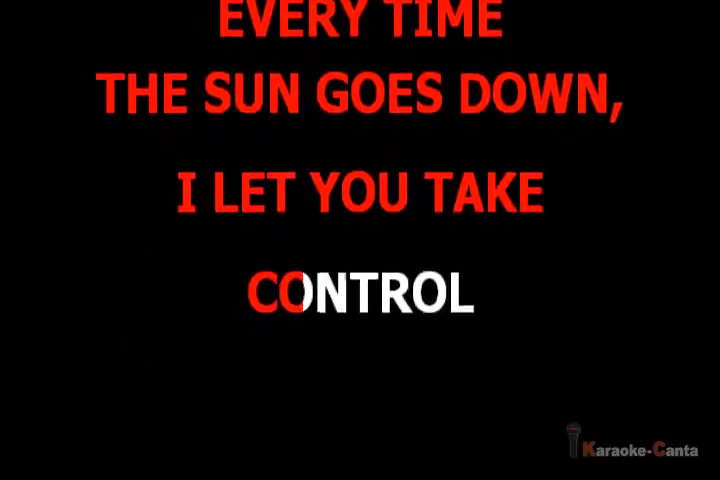 EVERY TIME
THE SUN GOES DOWN,
I LET YOU TAKE
CONTROL
Karaoke-Canta